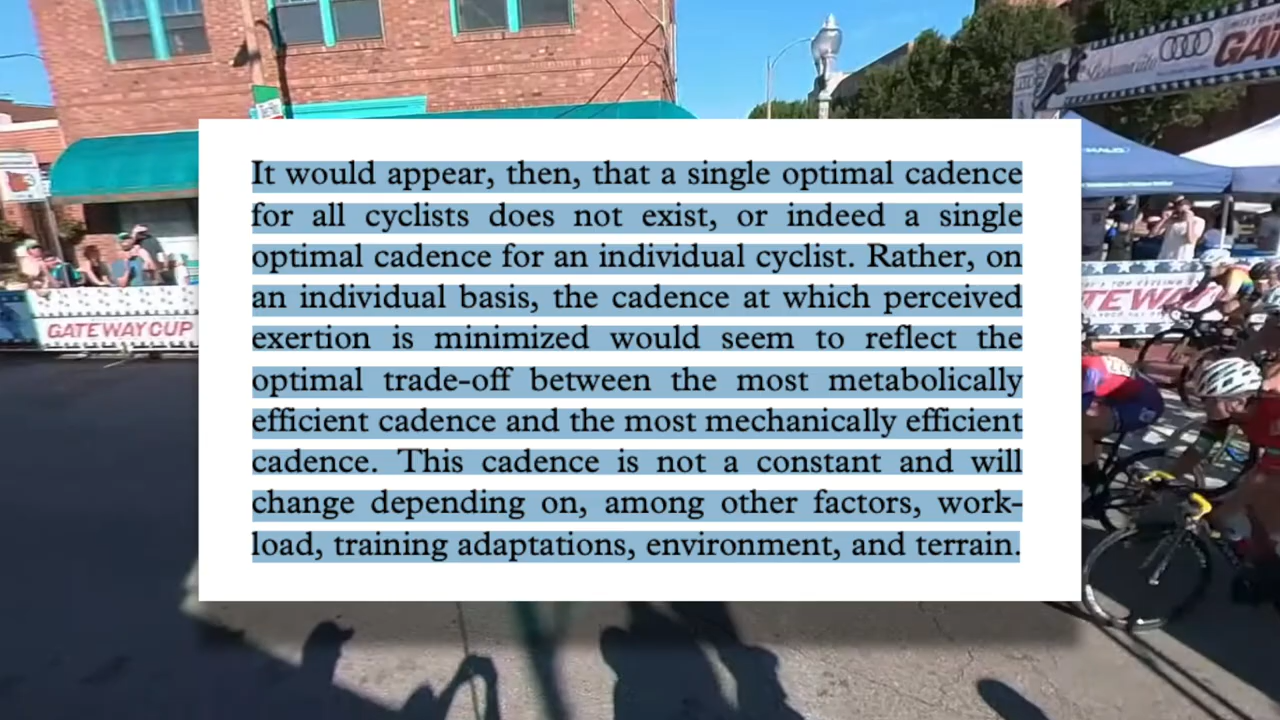 It would appear, then, that a single optimal cadence
for all cyclists does not exist, or indeed a single
optimal cadence for an individual cyclist. Rather, on
an individual basis, the cadence at which perceived
exertion is minimized would seem to reflect the
optimal trade-off between the most metabolically
efficient cadence and the most mechanically efficient
cadence. This cadence is not a constant and will
change depending on, among other factors, work-
load, training adaptations, environment, and terrain.
GATEWAY CUP